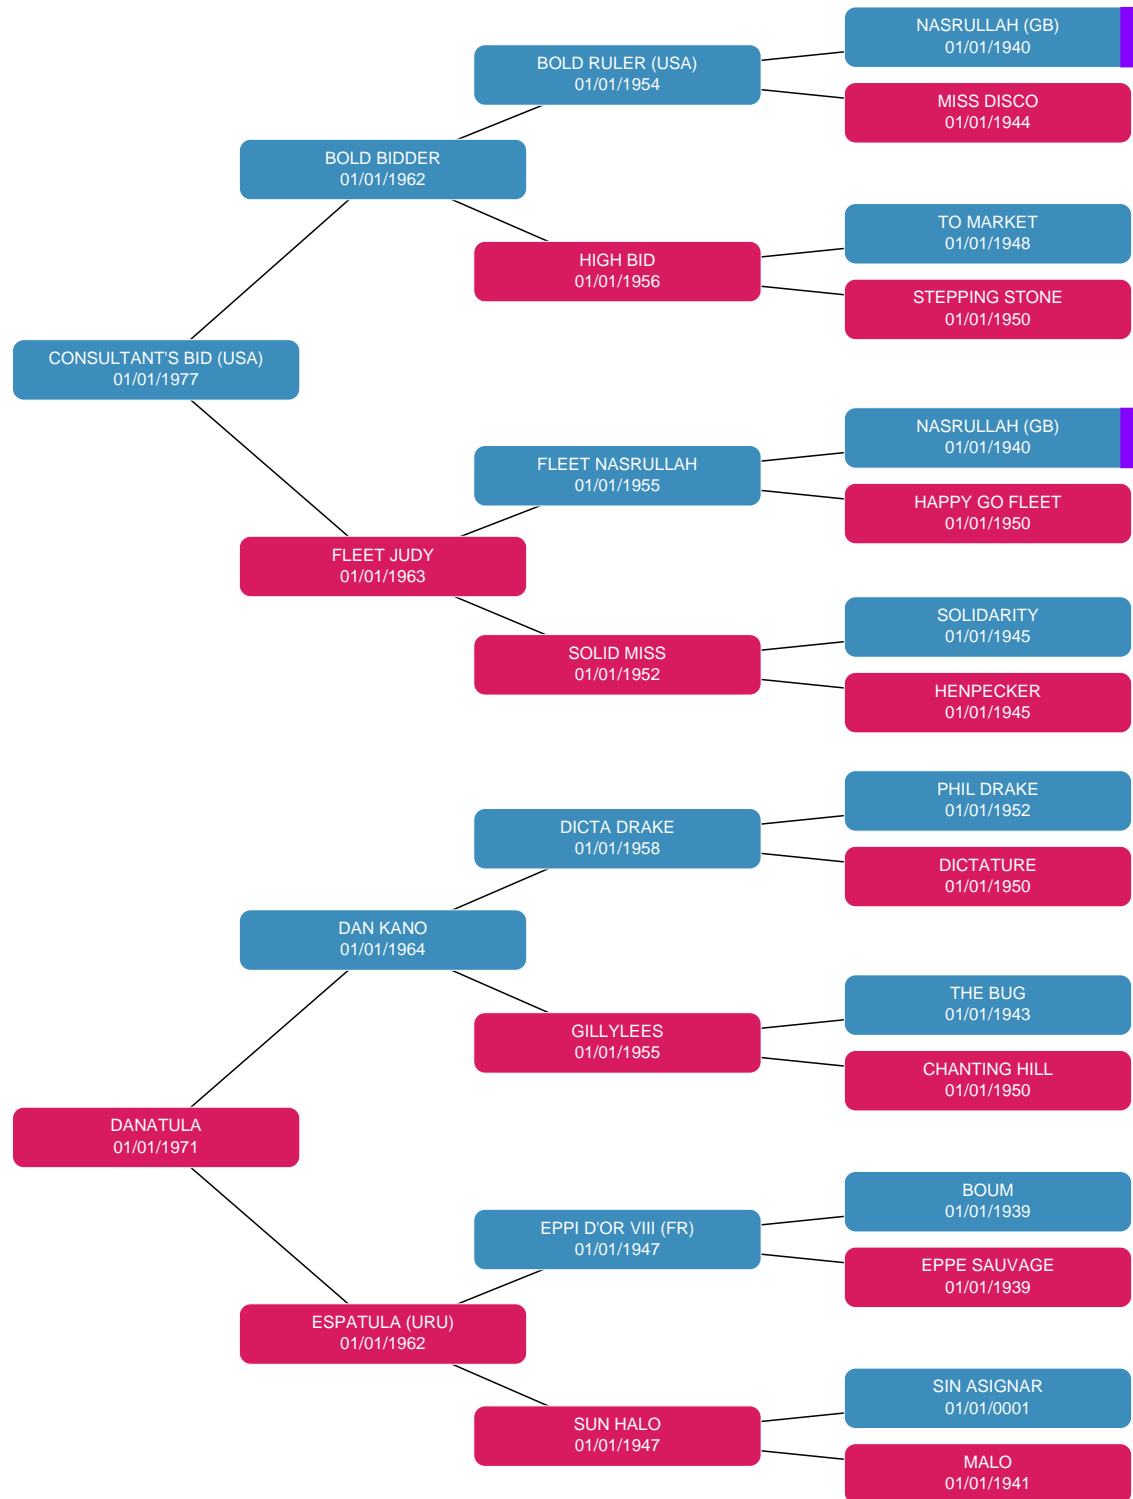 NASRULLAH (GB)
01/01/1940
BOLD RULER (USA)
01/01/1954
MISS DISCO
01/01/1944
BOLD BIDDER
01/01/1962
TO MARKET
01/01/1948
HIGH BID
01/01/1956
STEPPING STONE
01/01/1950
CONSULTANT'S BID (USA)
01/01/1977
NASRULLAH (GB)
01/01/1940
FLEET NASRULLAH
01/01/1955
HAPPY GO FLEET
01/01/1950
FLEET JUDY
01/01/1963
SOLIDARITY
01/01/1945
SOLID MISS
01/01/1952
HENPECKER
01/01/1945
PHIL DRAKE
01/01/1952
DICTA DRAKE
01/01/1958
DICTATURE
01/01/1950
DAN KANO
01/01/1964
THE BUG
01/01/1943
GILLYLEES
01/01/1955
CHANTING HILL
01/01/1950
DANATULA
01/01/1971
BOUM
01/01/1939
EPPI D'OR VIII (FR)
01/01/1947
EPPE SAUVAGE
01/01/1939
ESPATULA (URU)
01/01/1962
SIN ASIGNAR
01/01/0001
SUN HALO
01/01/1947
MALO
01/01/1941